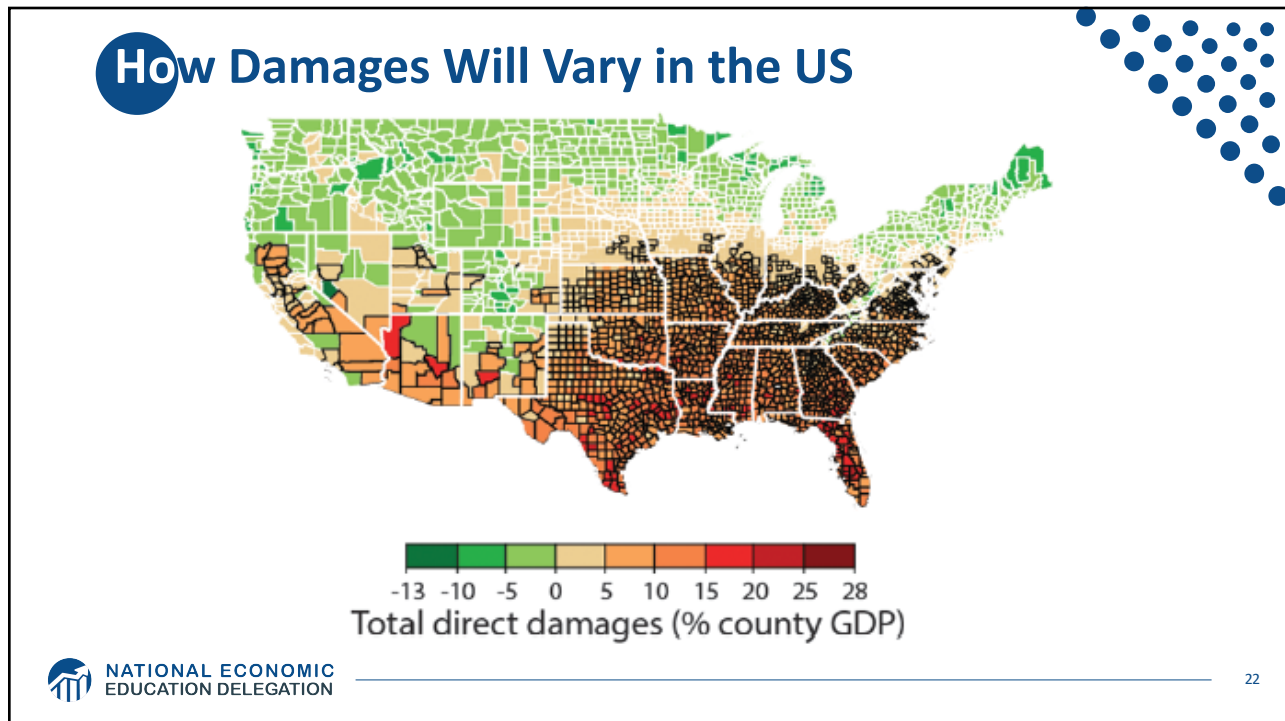 How Damages Will Vary in the US
-13 -10 -5 0 5 10 15 20 25 28
Total direct damages (% county GDP)
NATIONAL ECONOMIC
EDUCATION DELEGATION
22